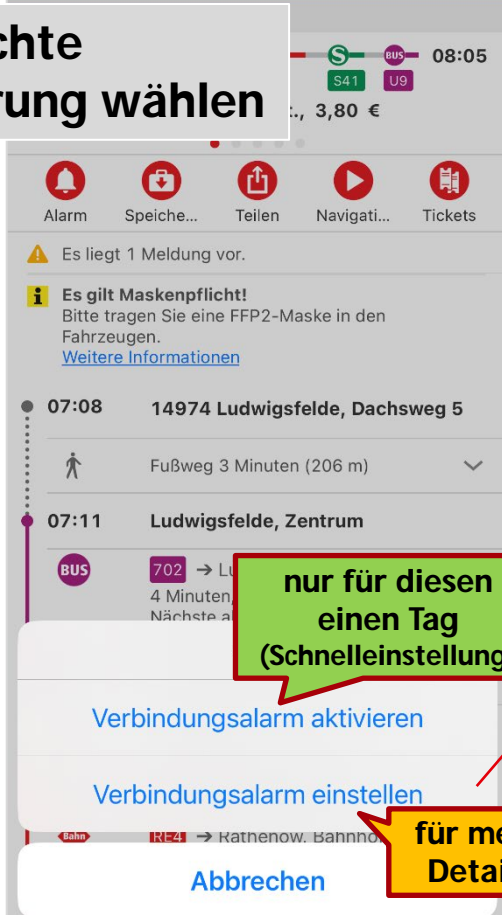 chte
rung wählen
S BUS 08:05
S41 U9
3,80 €
Alarm Speiche... Teilen Navigati... Tickets
Es liegt 1 Meldung vor.
i Es gilt Maskenpflicht!
Bitte tragen Sie eine FFP2-Maske in den
Fahrzeugen.
Weitere Informationen
07:08 14974 Ludwigsfelde, Dachsweg 5
Fußweg 3 Minuten (206 m)
07:11 Ludwigsfelde, Zentrum
BUS 702 → Lu
4 Minuten,
Nächste a
nur für diesen
einen Tag
(Schnelleinstellung
Verbindungsalarm aktivieren
Verbindungsalarm einstellen
Bahn RE4 → Rathenow, Bahnho
für me
Detai
Abbrechen